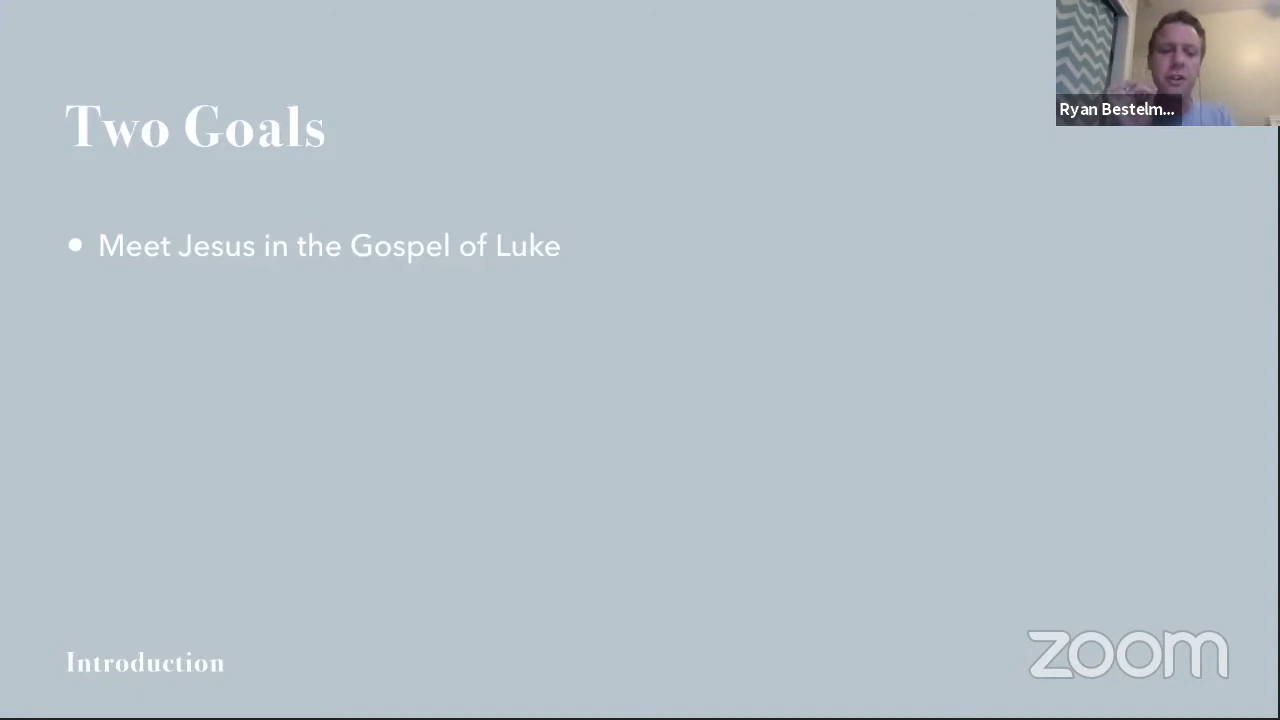 Two Goals
Ryan Bestelm...
• Meet Jesus in the Gospel of Luke
Introduction
zoom